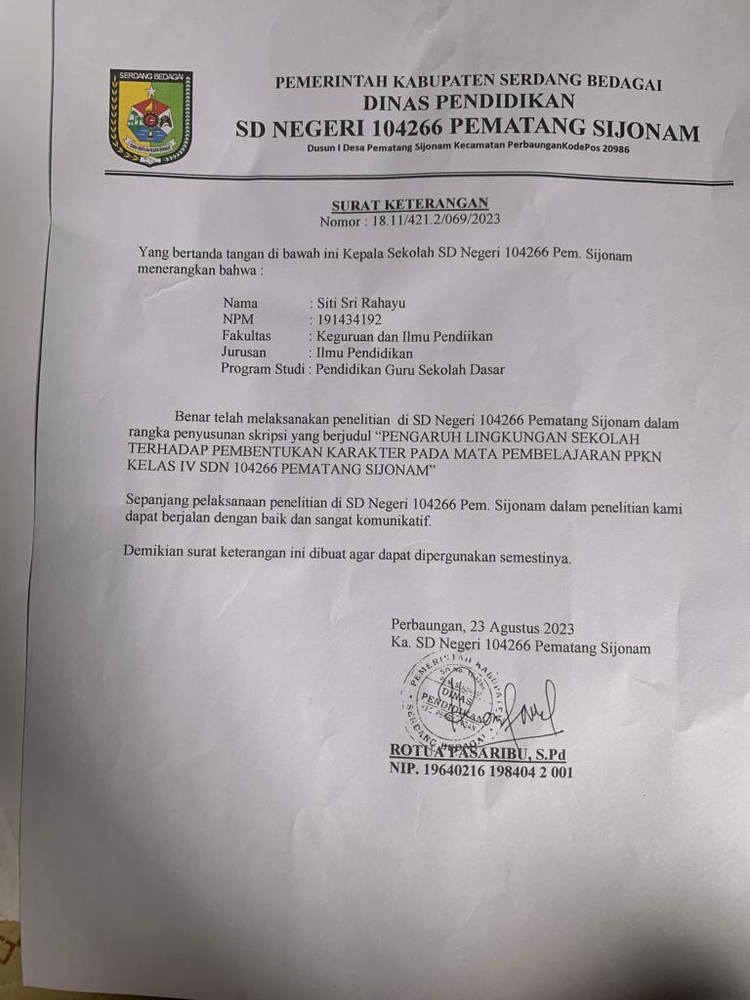 SERDANG BEDAGAI
PEMERINTAH KABUPATEN SERDANG BEDAGAI
DINAS PENDIDIKAN
SD NEGERI 104266 PEMATANG SIJONAM
Dusun I Desa Pematang Sijonam Kecamatan PerbaunganKodePos 20986
SURAT KETERANGAN
Nomor : 18.11/421.2/069/2023
Yang bertanda tangan di bawah ini Kepala Sekolah SD Negeri 104266 Pem. Sijonam
menerangkan bahwa :
Nama : Siti Sri Rahayu
NPM : 191434192
Fakultas : Keguruan dan Ilmu Pendiikan
Jurusan : Ilmu Pendidikan
Program Studi : Pendidikan Guru Sekolah Dasar
Benar telah melaksanakan penelitian di SD Negeri 104266 Pematang Sijonam dalam
rangka penyusunan skripsi yang berjudul “PENGARUH LINGKUNGAN SEKOLAH
TERHADAP PEMBENTUKAN KARAKTER PADA MATA PEMBELAJARAN PPKN
KELAS IV SDN 104266 PEMATANG SIJONAM”
Sepanjang pelaksanaan penelitian di SD Negeri 104266 Pem. Sijonam dalam penelitian kami
dapat berjalan dengan baik dan sangat komunikatif.
Demikian surat keterangan ini dibuat agar dapat dipergunakan semestinya.
Perbaungan, 23 Agustus 2023
Ka. SD Negeri 104266 Pematang Sijonam
PEMERINTAH KABUPATEN
DINAS
PENDIDIKAN
SERDANG BEDAGAI
ROTUA PASARIBU, S.Pd
NIP. 19640216 198404 2 001